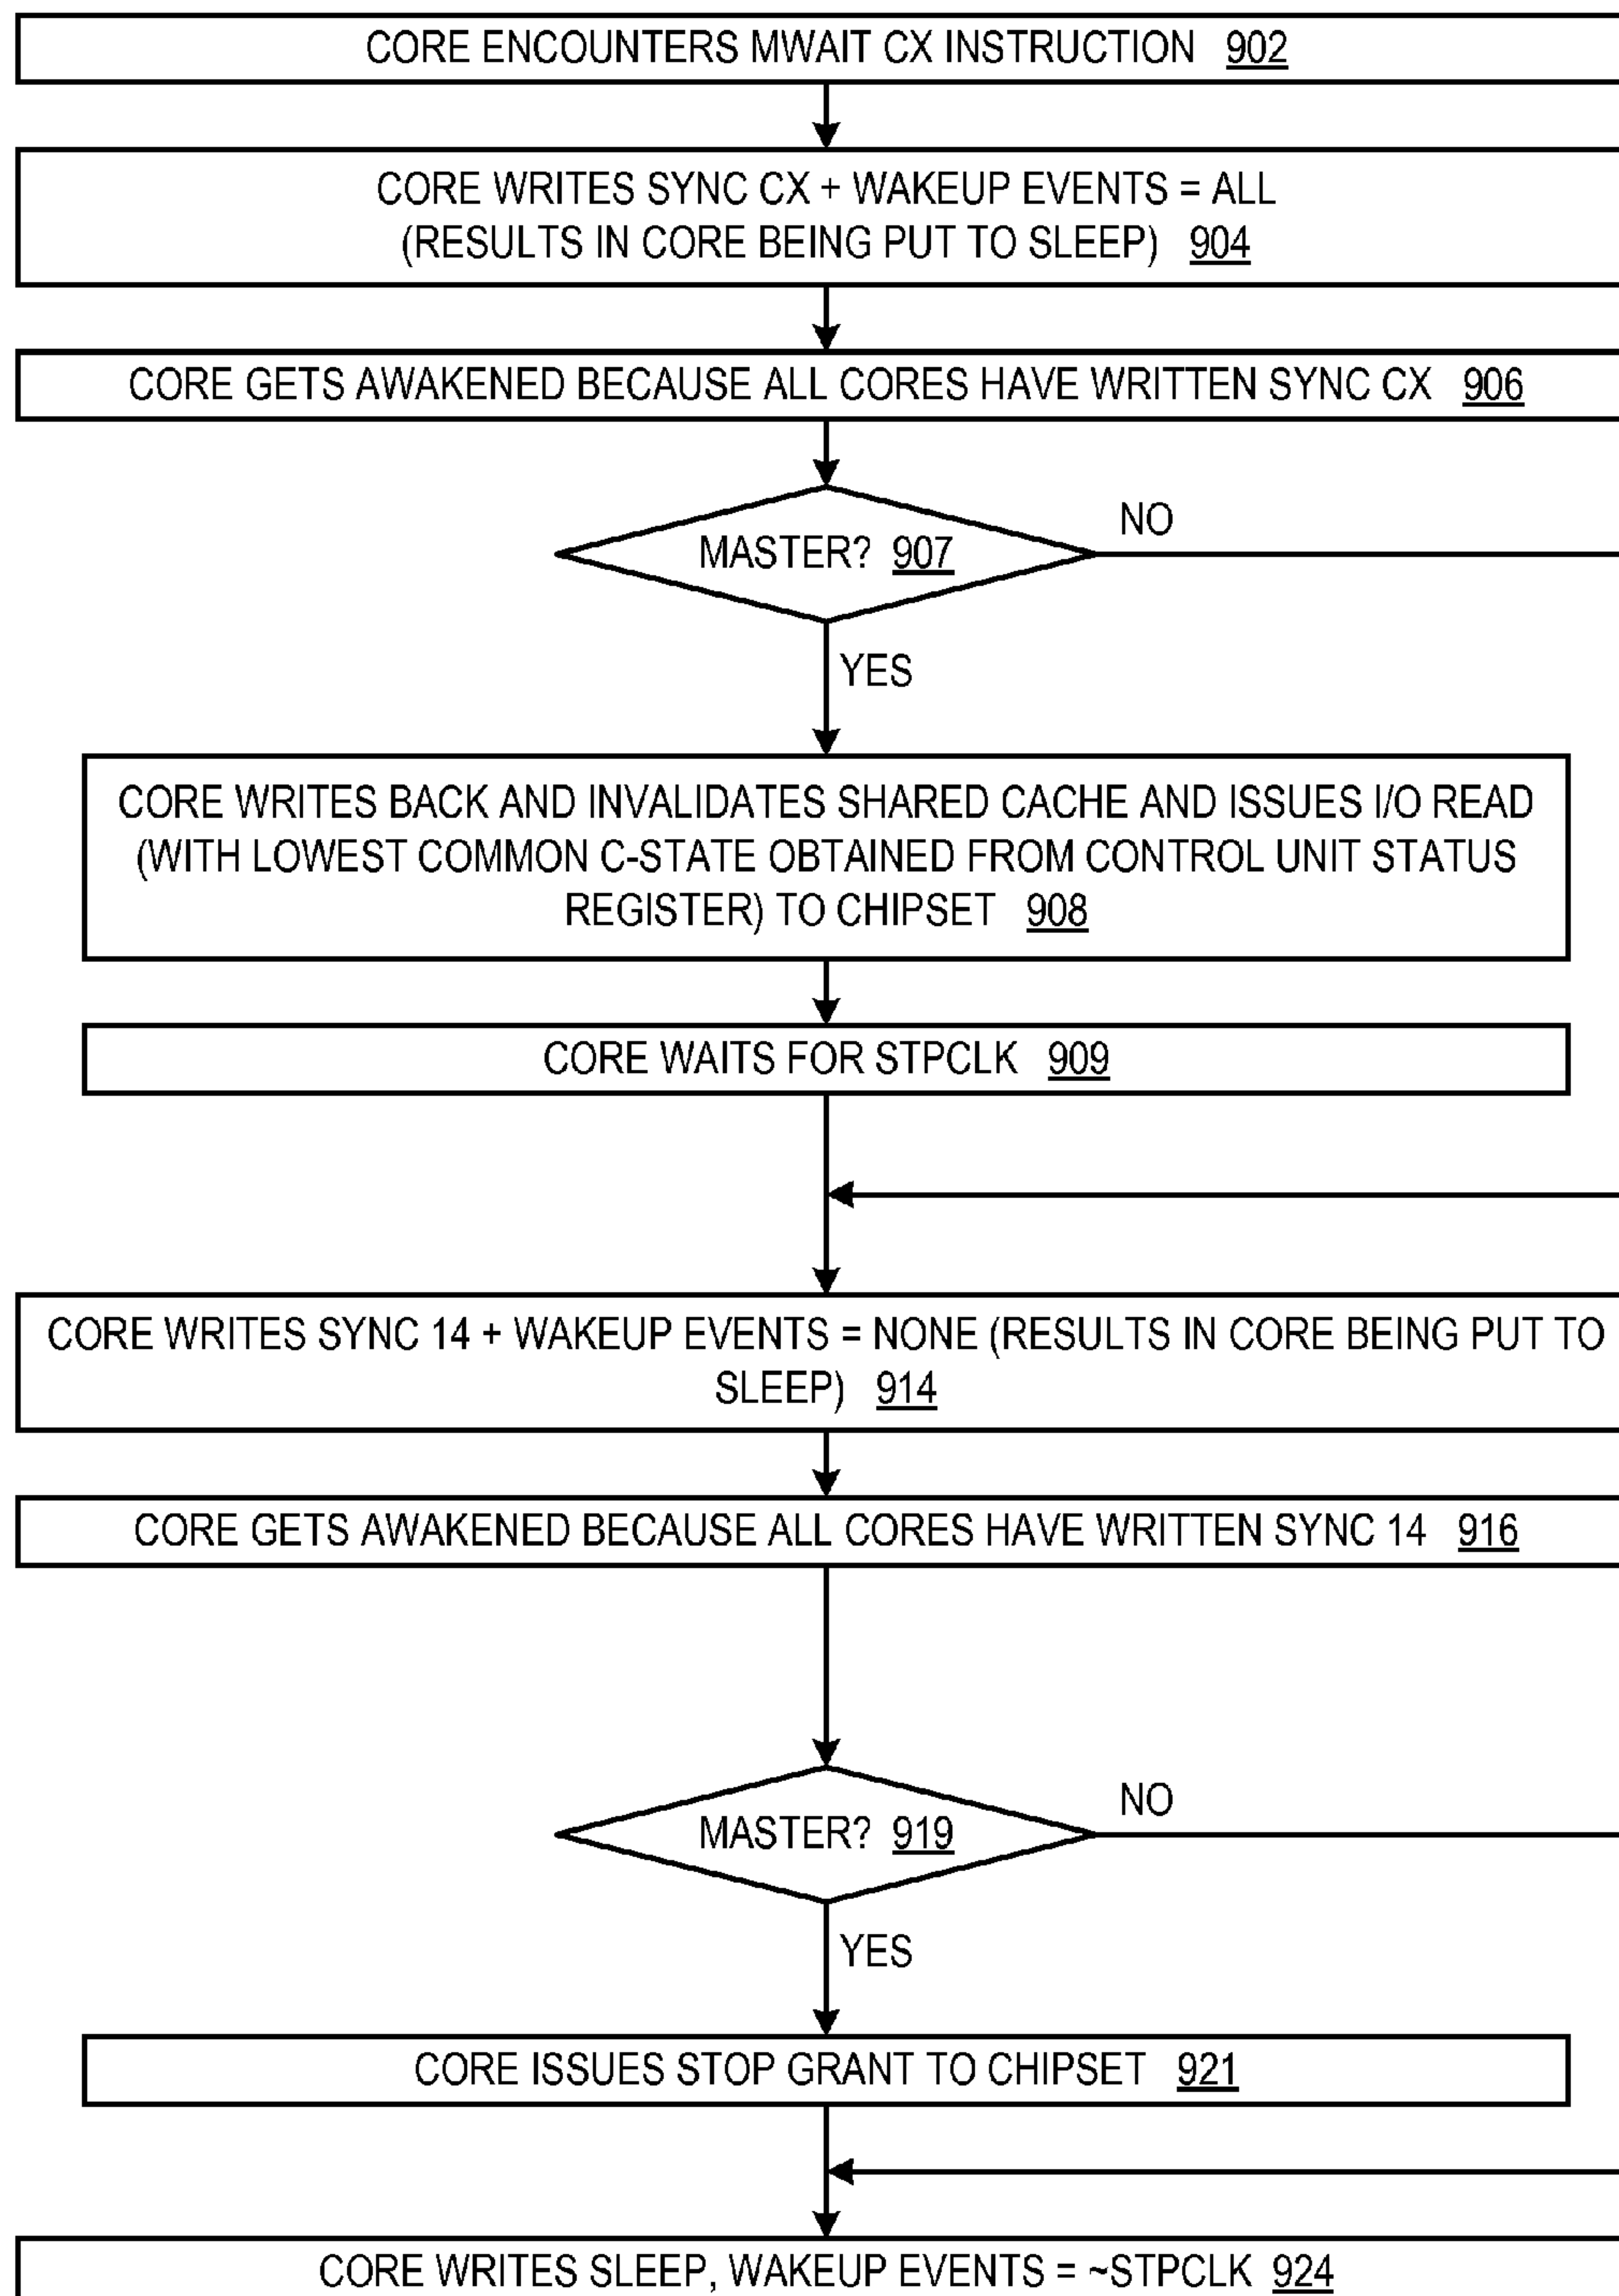 CORE ENCOUNTERS MWAIT CX INSTRUCTION 902
CORE WRITES SYNC CX + WAKEUP EVENTS = ALL
(RESULTS IN CORE BEING PUT TO SLEEP) 904
CORE GETS AWAKENED BECAUSE ALL CORES HAVE WRITTEN SYNC CX 906
NO
MASTER? 907
YES
CORE WRITES BACK AND INVALIDATES SHARED CACHE AND ISSUES I/O READ
(WITH LOWEST COMMON C-STATE OBTAINED FROM CONTROL UNIT STATUS
REGISTER) TO CHIPSET 908
CORE WAITS FOR STPCLK 909
CORE WRITES SYNC 14 + WAKEUP EVENTS = NONE (RESULTS IN CORE BEING PUT TO
SLEEP) 914
CORE GETS AWAKENED BECAUSE ALL CORES HAVE WRITTEN SYNC 14 916
NO
MASTER? 919
YES
CORE ISSUES STOP GRANT TO CHIPSET 921
CORE WRITES SLEEP, WAKEUP EVENTS = ~STPCLK 924